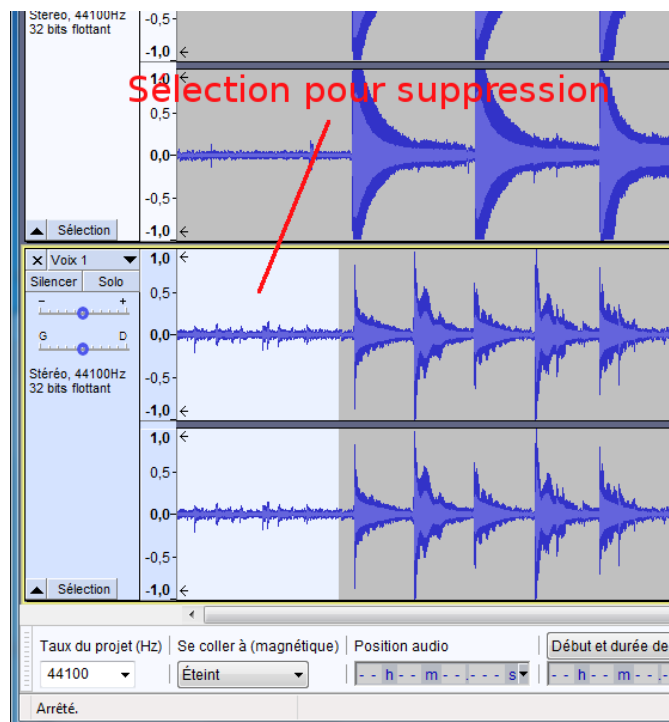 Stéréo, 44100Hz
32 bits flottant
-0,5-
-1,0
1,0
Sélection pour suppression
0,5-
0,0-
-0,5-
-1,0
Sélection
Voix 1
Silencer Solo
- +
G D
Stéréo, 44100Hz
32 bits flottant
1,0
0,5-
0,0-
-0,5-
-1,0
1,0
0,5-
0,0-
-0,5-
-1,0
Sélection
Taux du projet (Hz) Se coller à (magnétique) Position audio Début et durée de
44100 Éteint - - h - - m - - . - - - s - - h - - m - - . -
Arrêté.